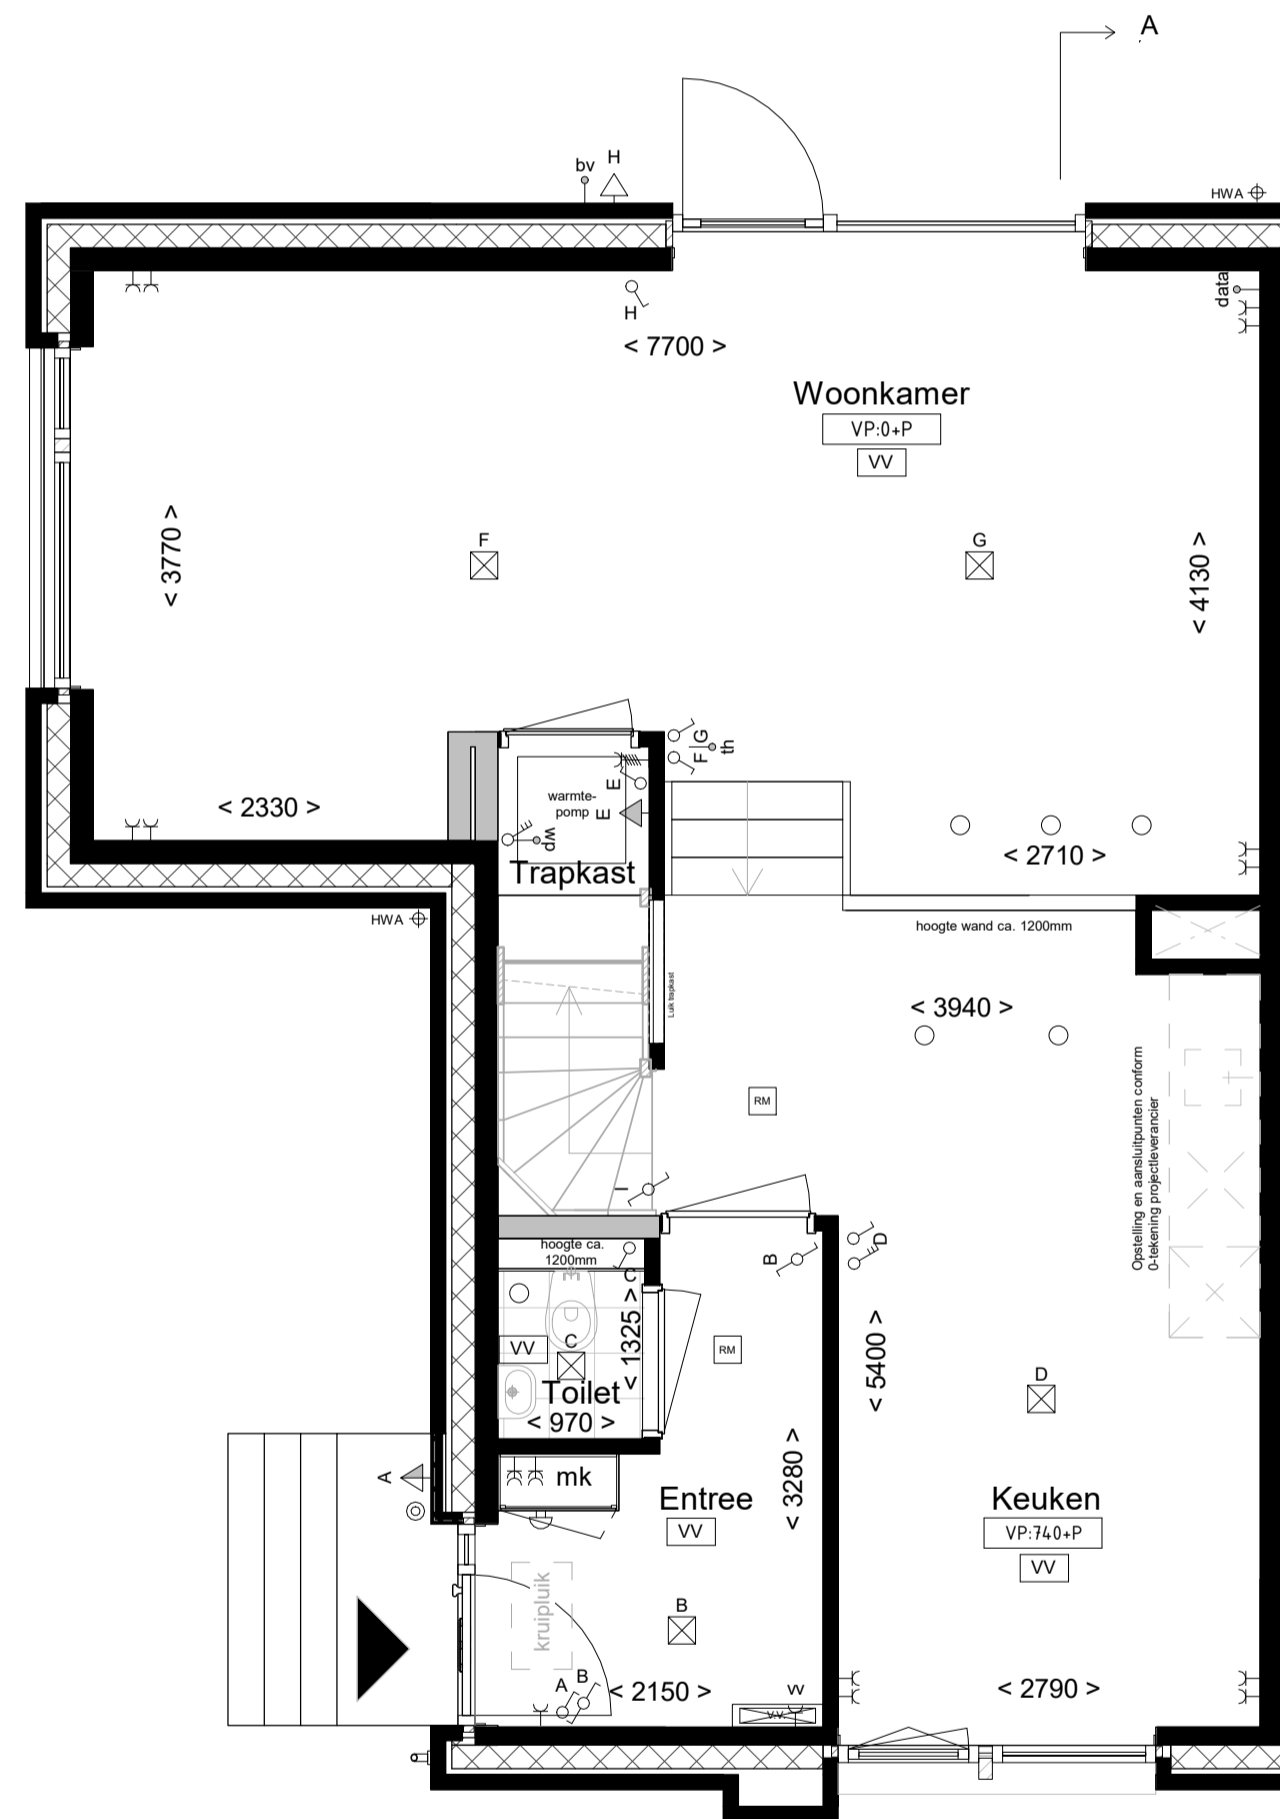 A
bv H
HWA
data
H
< 7700 >
Woonkamer
VP:0+P
VV
F
G
< 3770 >
< 4130 >
F G
th
E
warmte-
pomp
E
wp
< 2330 >
Trapkast
< 2710 >
HWA
hoogte wand ca. 1200mm
Luik trapkast
< 3940 >
RM
Opstelling en aansluitpunten conform
0-tekening projectleverancier
I
hoogte ca.
1200mm
C
B
D
VV
C
< 1325 >
RM
< 5400 >
Toilet
< 970 >
D
A
mk
Entree
VV
< 3280 >
Keuken
VP:740+P
VV
kruipluik
B
A B
< 2150 >
vv
V.V.
< 2790 >